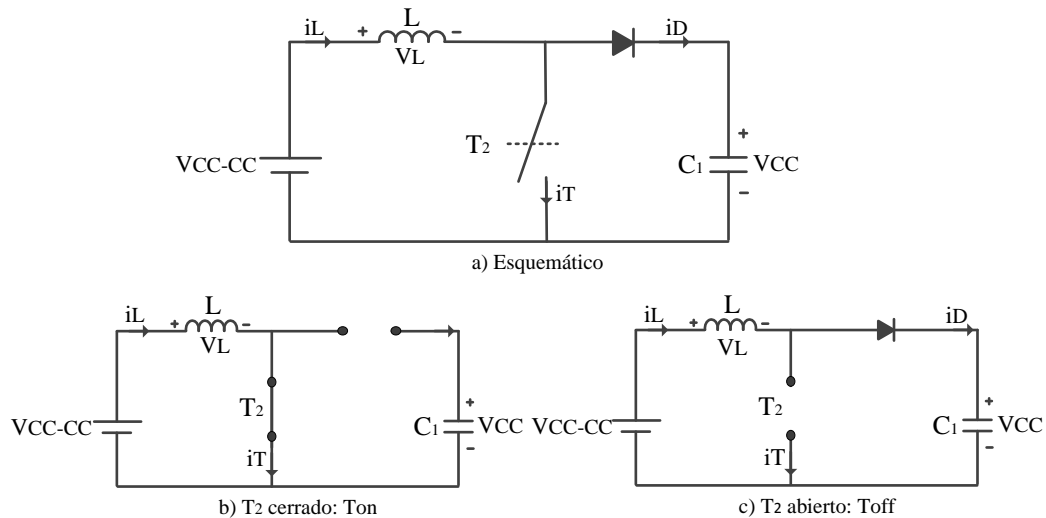 iL
L
iD
+ -
VL
T2
VCC-CC
+
C1
VCC
-
iT
a) Esquemático
iL
L
+ -
VL
T2
VCC-CC
+
C1
VCC
-
iT
b) T2 cerrado: Ton
iL
L
iD
+ -
VL
T2
VCC-CC
+
C1
VCC
-
iT
c) T2 abierto: Toff